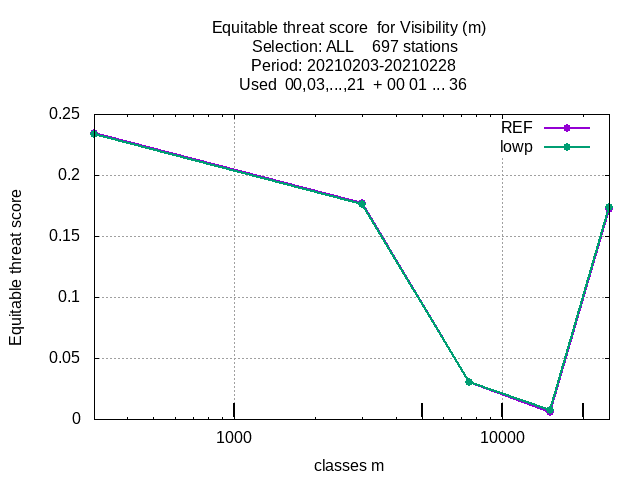 Equitable threat score  for Visibility (m)
Selection: ALL    697 stations
Period: 20210203-20210228
Used  00,03,...,21  + 00 01 ... 36
REF
lowp
0.25
0.2
0.15
0.1
0.05
0
Equitable threat score
1000
10000
classes m